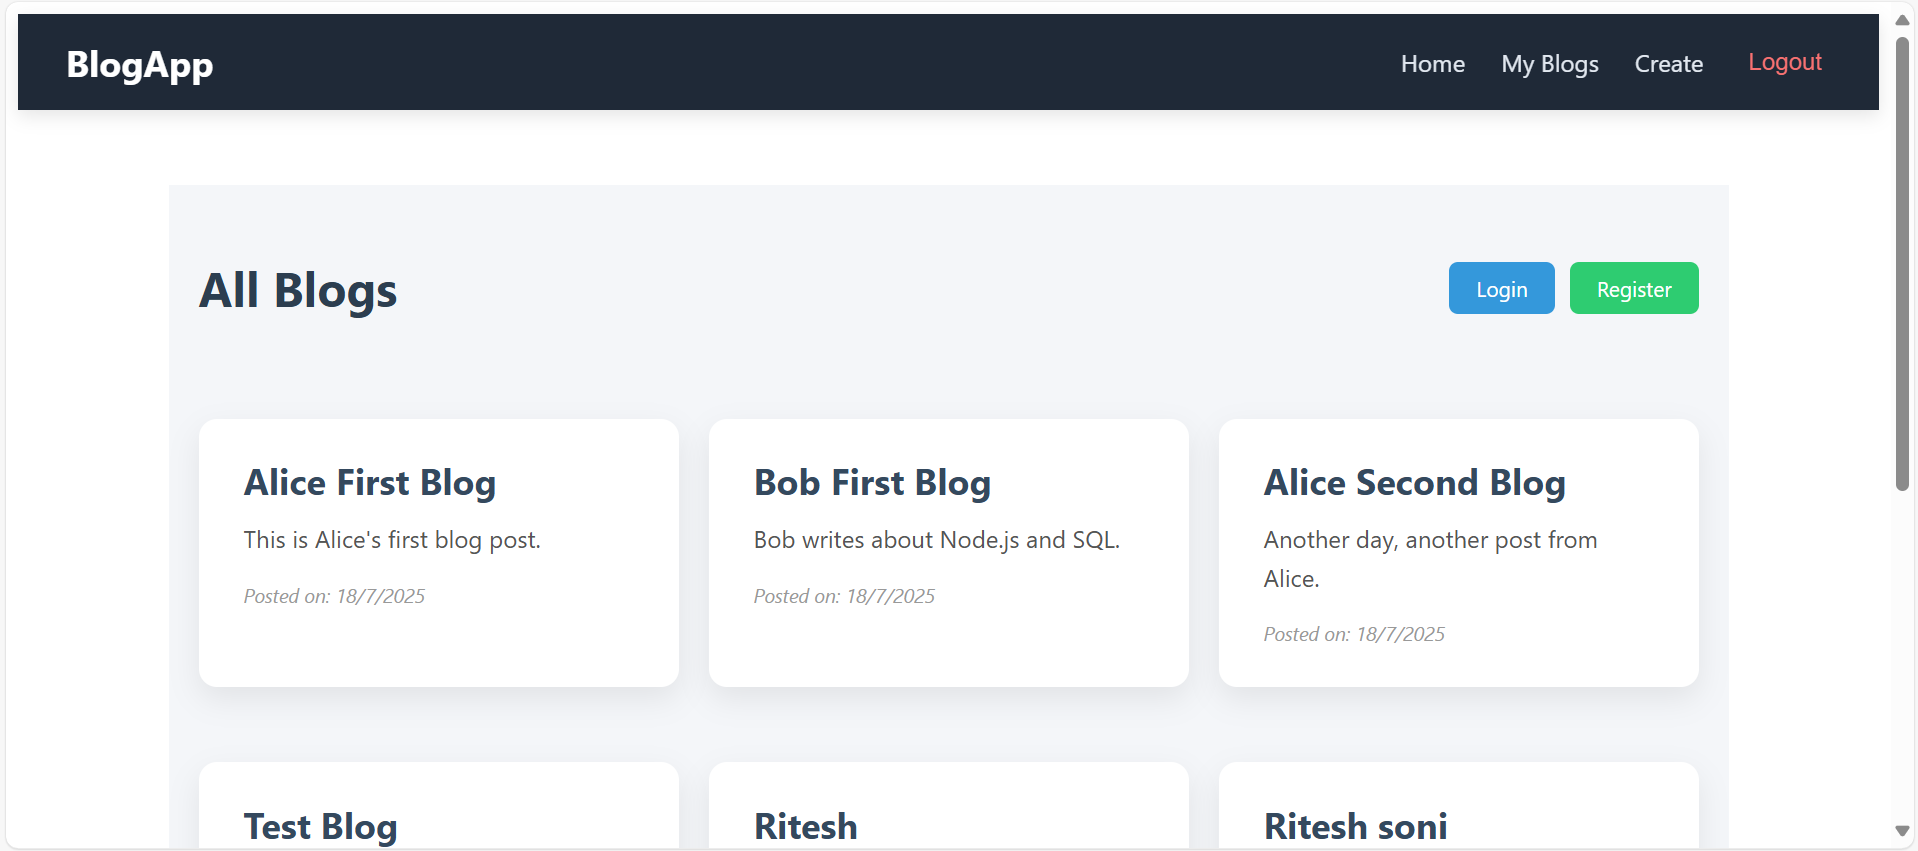 BlogApp
Home My Blogs Create Logout
All Blogs
Login Register
Alice First Blog
This is Alice's first blog post.
Posted on: 18/7/2025
Bob First Blog
Bob writes about Node.js and SQL.
Posted on: 18/7/2025
Alice Second Blog
Another day, another post from
Alice.
Posted on: 18/7/2025
Test Blog
Ritesh
Ritesh soni